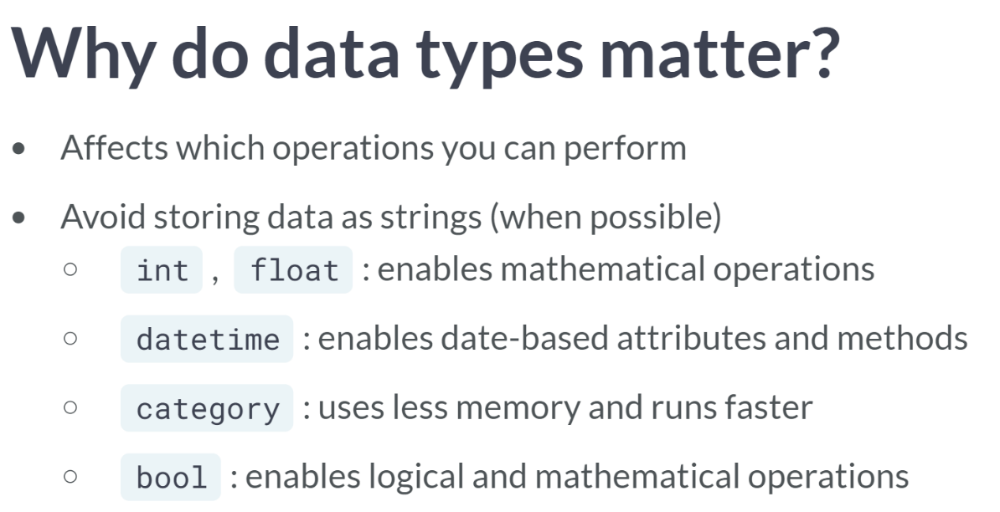 Why do data types matter?
• Affects which operations you can perform
• Avoid storing data as strings (when possible)
○ int , float : enables mathematical operations
○ datetime : enables date-based attributes and methods
○ category : uses less memory and runs faster
○ bool : enables logical and mathematical operations